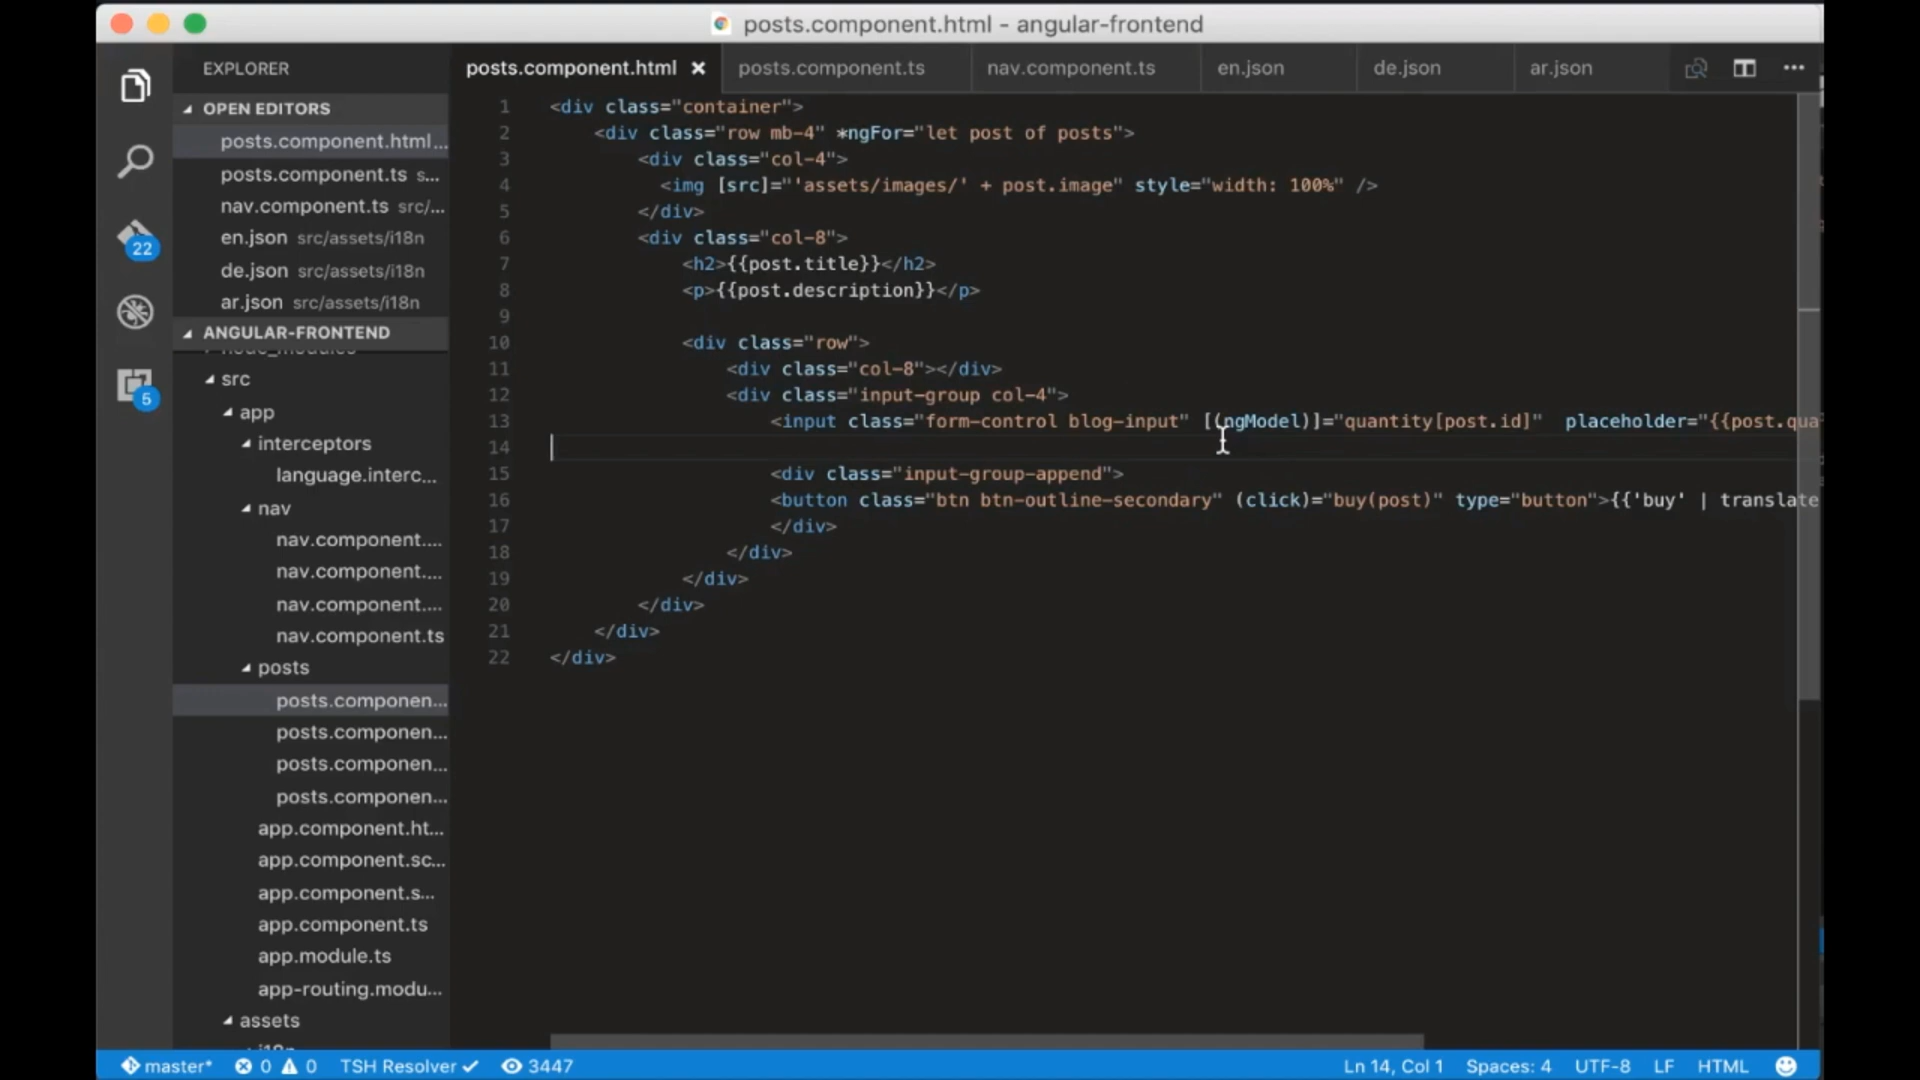 posts.component.html - angular-frontend
EXPLORER
posts.component.html
posts.component.ts
nav.component.ts
en.json
de.json
ar.json
OPEN EDITORS
posts.component.html...
posts.component.ts s...
nav.component.ts src/...
en.json src/assets/i18n
de.json src/assets/i18n
ar.json src/assets/i18n
ANGULAR-FRONTEND
node_modules
src
app
interceptors
language.interc...
nav
nav.component....
nav.component....
nav.component....
nav.component.ts
posts
posts.componen...
posts.componen...
posts.componen...
posts.componen...
app.component.ht...
app.component.sc...
app.component.s...
app.component.ts
app.module.ts
app-routing.modu...
assets
22
5
1 <div class="container">
2 <div class="row mb-4" *ngFor="let post of posts">
3 <div class="col-4">
4 <img [src]="'assets/images/' + post.image" style="width: 100%" />
5 </div>
6 <div class="col-8">
7 <h2>{{post.title}}</h2>
8 <p>{{post.description}}</p>
9
10 <div class="row">
11 <div class="col-8"></div>
12 <div class="input-group col-4">
13 <input class="form-control blog-input" [(ngModel)]="quantity[post.id]" placeholder="{{post.qua
14
15 <div class="input-group-append">
16 <button class="btn btn-outline-secondary" (click)="buy(post)" type="button">{{'buy' | translate
17 </div>
18 </div>
19 </div>
20 </div>
21 </div>
22 </div>
master* 0 0 TSH Resolver 3447 Ln 14, Col 1 Spaces: 4 UTF-8 LF HTML